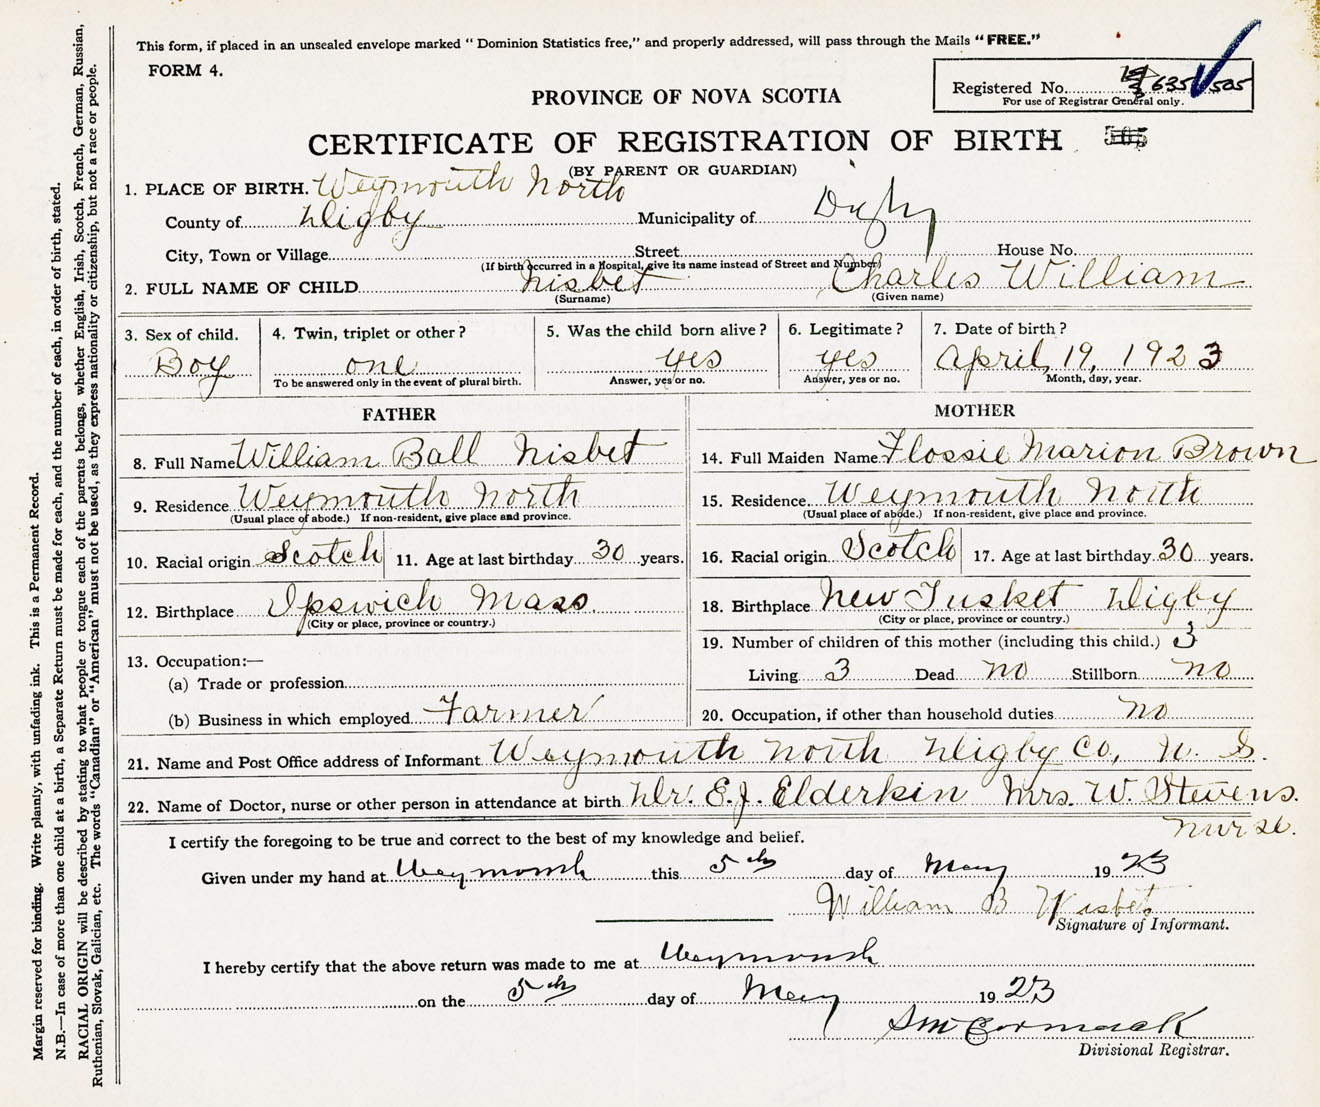 This form, if placed in an unsealed envelope marked "Dominion Statistics free," and properly addressed, will pass through the Mails "FREE."
FORM 4.
Registered No. 635 505
For use of Registrar General only.
PROVINCE OF NOVA SCOTIA
CERTIFICATE OF REGISTRATION OF BIRTH
(BY PARENT OR GUARDIAN)
1. PLACE OF BIRTH. Weymouth North
County of Digby Municipality of Digby
City, Town or Village Street House No.
(If birth occurred in a Hospital, give its name instead of Street and Number)
2. FULL NAME OF CHILD Nisbet Charles William
(Surname) (Given name)
3. Sex of child. 4. Twin, triplet or other? 5. Was the child born alive? 6. Legitimate? 7. Date of birth?
Boy one yes yes April, 19, 1923
To be answered only in the event of plural birth. Answer, yes or no. Answer, yes or no. Month, day, year.
FATHER MOTHER
8. Full Name William Ball Nisbet 14. Full Maiden Name Flossie Marion Brown
9. Residence Weymouth North 15. Residence. Weymouth North
(Usual place of abode.) If non-resident, give place and province. (Usual place of abode.) If non-resident, give place and province.
10. Racial origin Scotch 11. Age at last birthday 30 years. 16. Racial origin Scotch 17. Age at last birthday 30 years.
12. Birthplace Ipswich Mass. 18. Birthplace New Tusket Digby
(City or place, province or country.) (City or place, province or country.)
19. Number of children of this mother (including this child.) 3
13. Occupation:—
(a) Trade or profession Living 3 Dead no Stillborn no
(b) Business in which employed Farmer 20. Occupation, if other than household duties no
21. Name and Post Office address of Informant Weymouth North Digby Co, N. S.
22. Name of Doctor, nurse or other person in attendance at birth Dr. E.J. Elderkin Mrs. W. Stevens.
nurse.
I certify the foregoing to be true and correct to the best of my knowledge and belief.
Given under my hand at Weymouth this 5th day of May 1923
William B Nisbet
Signature of Informant.
I hereby certify that the above return was made to me at Weymouth
on the 5th day of May 1923
S McCormack
Divisional Registrar.
Margin reserved for binding. Write plainly, with unfading ink. This is a Permanent Record.
N.B.—In case of more than one child at a birth, a Separate Return must be made for each, and the number of each, in order of birth, stated.
RACIAL ORIGIN will be described by stating to what people or tongue each of the parents belongs, whether English, Irish, Scotch, French, German, Russian,
Ruthenian, Slovak, Galician, etc. The words "Canadian" or "American" must not be used, as they express nationality or citizenship, but not a race or people.